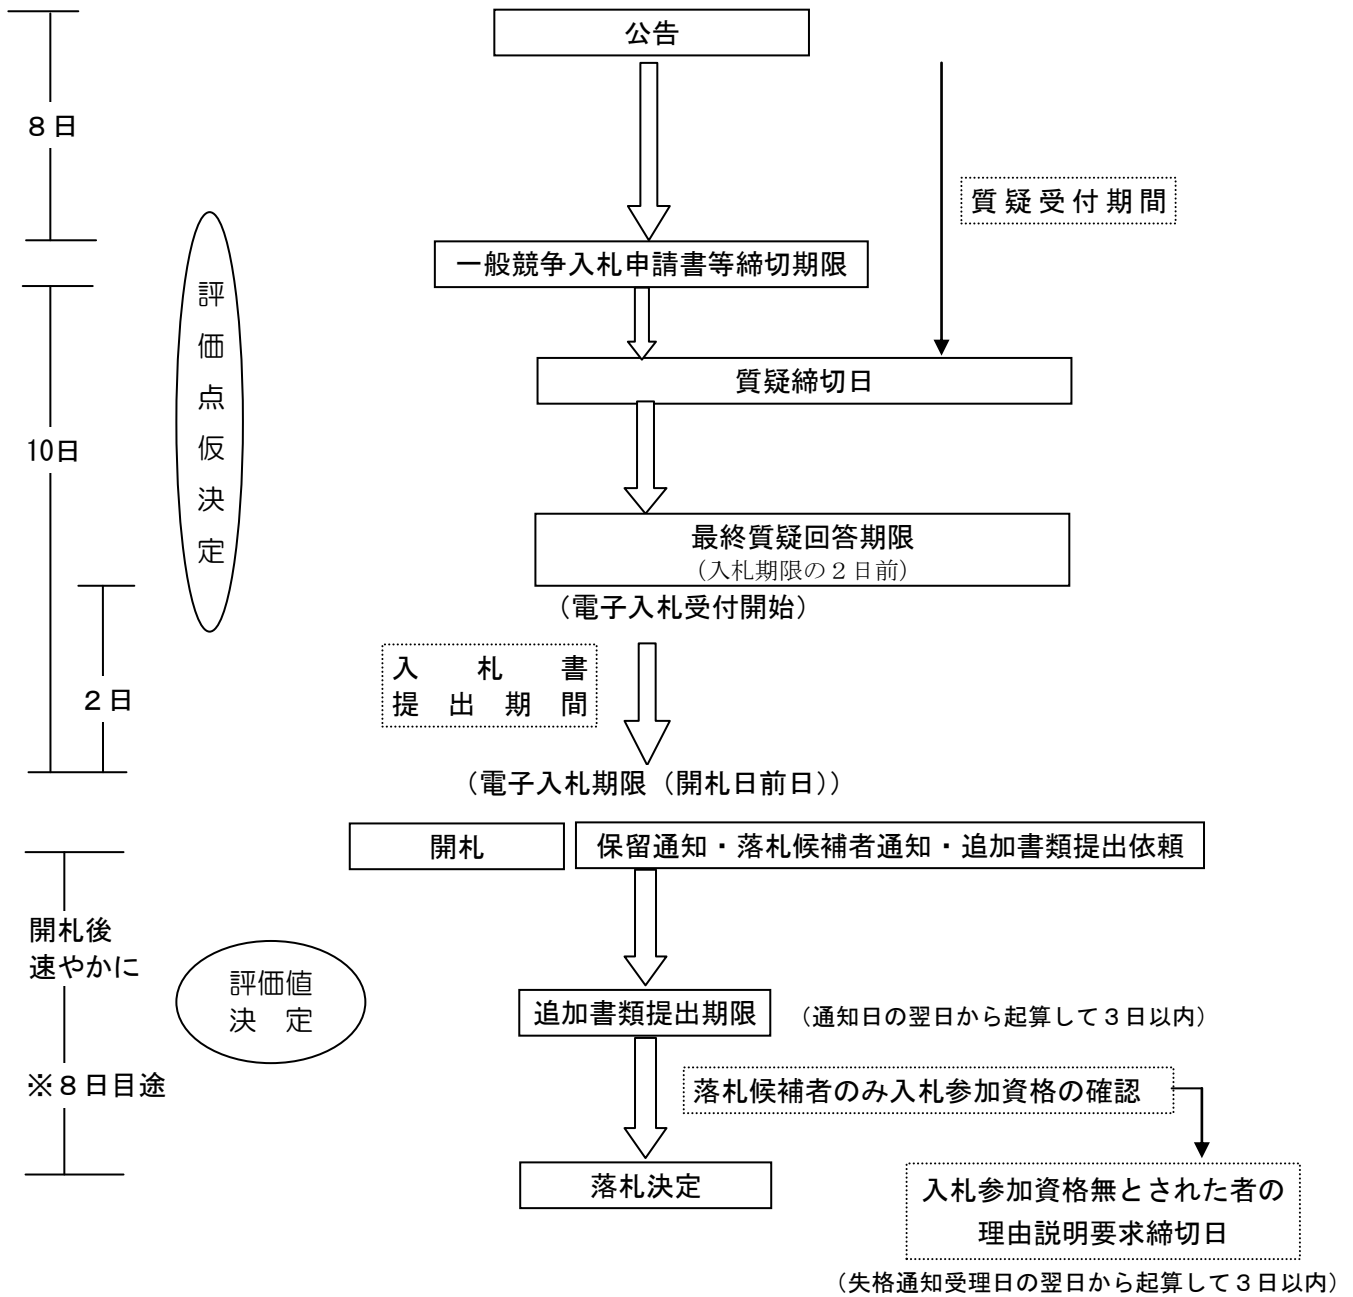 公告
８日
質疑受付期間
一般競争入札申請書等締切期限
評
価
点
仮
決
定
質疑締切日
10日
最終質疑回答期限
（入札期限の２日前）
（電子入札受付開始）
入札書
提出期間
２日
（電子入札期限（開札日前日））
開札
保留通知・落札候補者通知・追加書類提出依頼
開札後
速やかに
評価値
決　定
追加書類提出期限
（通知日の翌日から起算して３日以内）
※８日目途
落札候補者のみ入札参加資格の確認
落札決定
入札参加資格無とされた者の
理由説明要求締切日
（失格通知受理日の翌日から起算して３日以内）